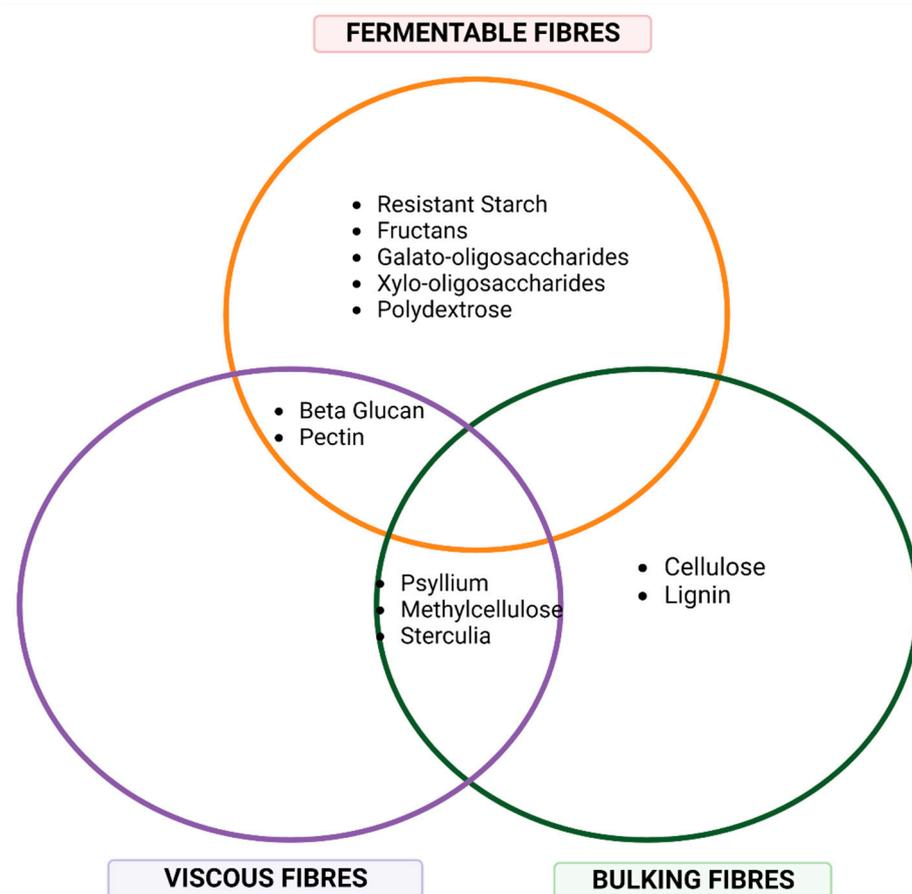 FERMENTABLE FIBRES
• Resistant Starch
• Fructans
• Galato-oligosaccharides
• Xylo-oligosaccharides
• Polydextrose
• Beta Glucan
• Pectin
• Psyllium
• Methylcellulose
• Sterculia
• Cellulose
• Lignin
VISCOUS FIBRES
BULKING FIBRES